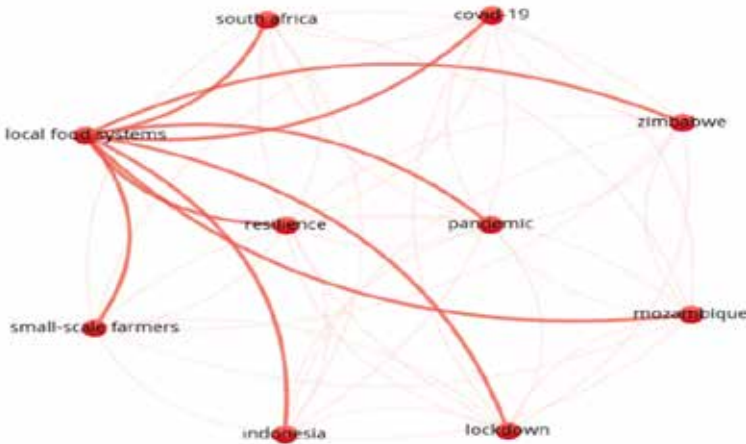 south africa
covid-19
zimbabwe
local food systems
resilience
pandemic
mozambique
small-scale farmers
indonesia
lockdown